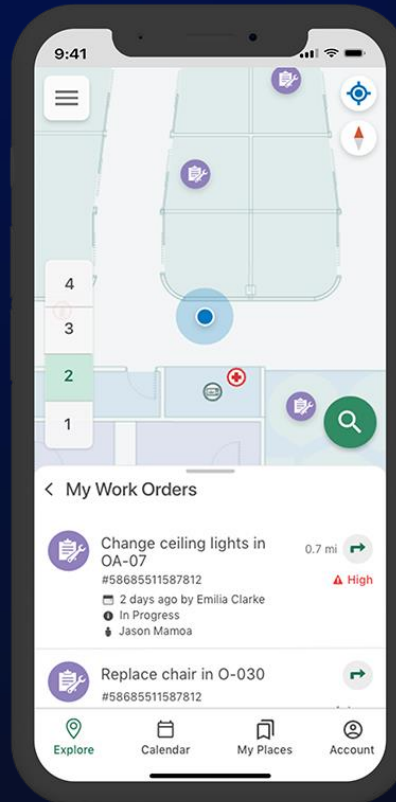 9:41
4
3
2
1
My Work Orders
Change ceiling lights in
OA-07
0.7 mi
#58685511587812
High
2 days ago by Emilia Clarke
In Progress
Jason Mamoa
Replace chair in O-030
#58685511587812
Explore
Calendar
My Places
Account